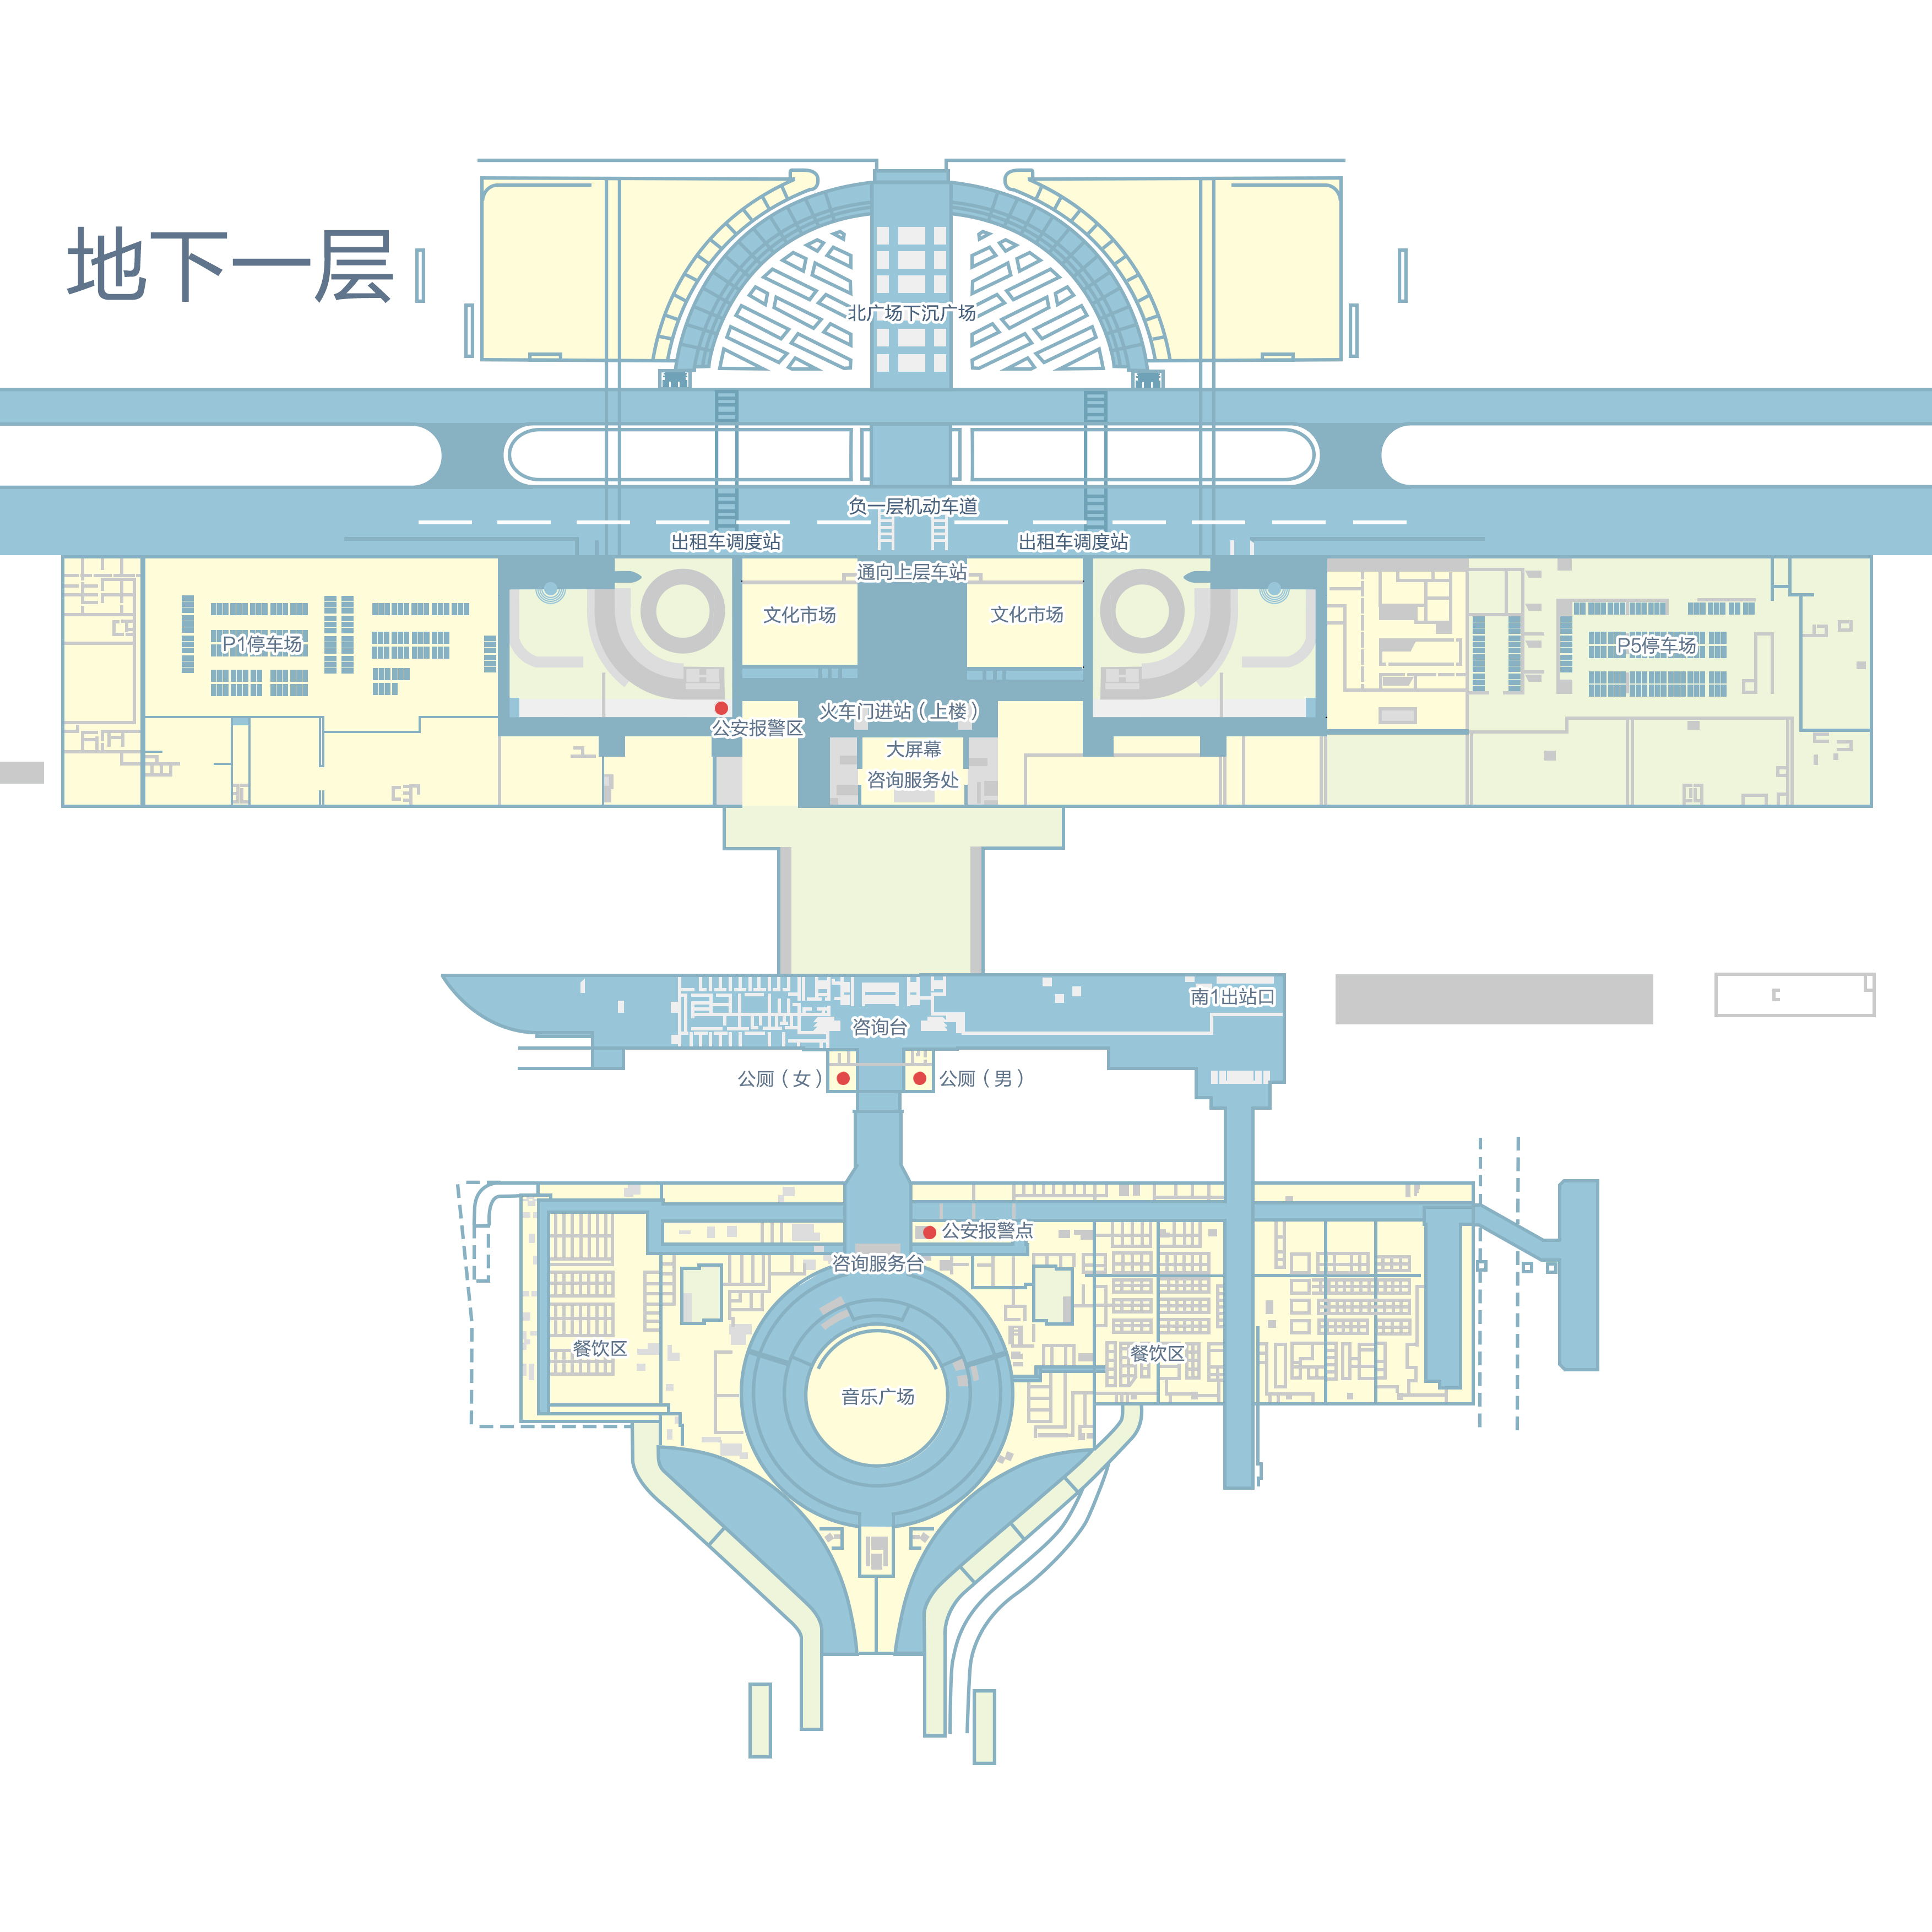 地下一层
北广场下沉广场
负一层机动车道
出租车调度站
出租车调度站
通向上层车站
文化市场
文化市场
P1停车场
P5停车场
火车门进站（上楼）
公安报警区
大屏幕
咨询服务处
南1出站口
咨询台
公厕（女）
公厕（男）
公安报警点
咨询服务台
餐饮区
餐饮区
音乐广场